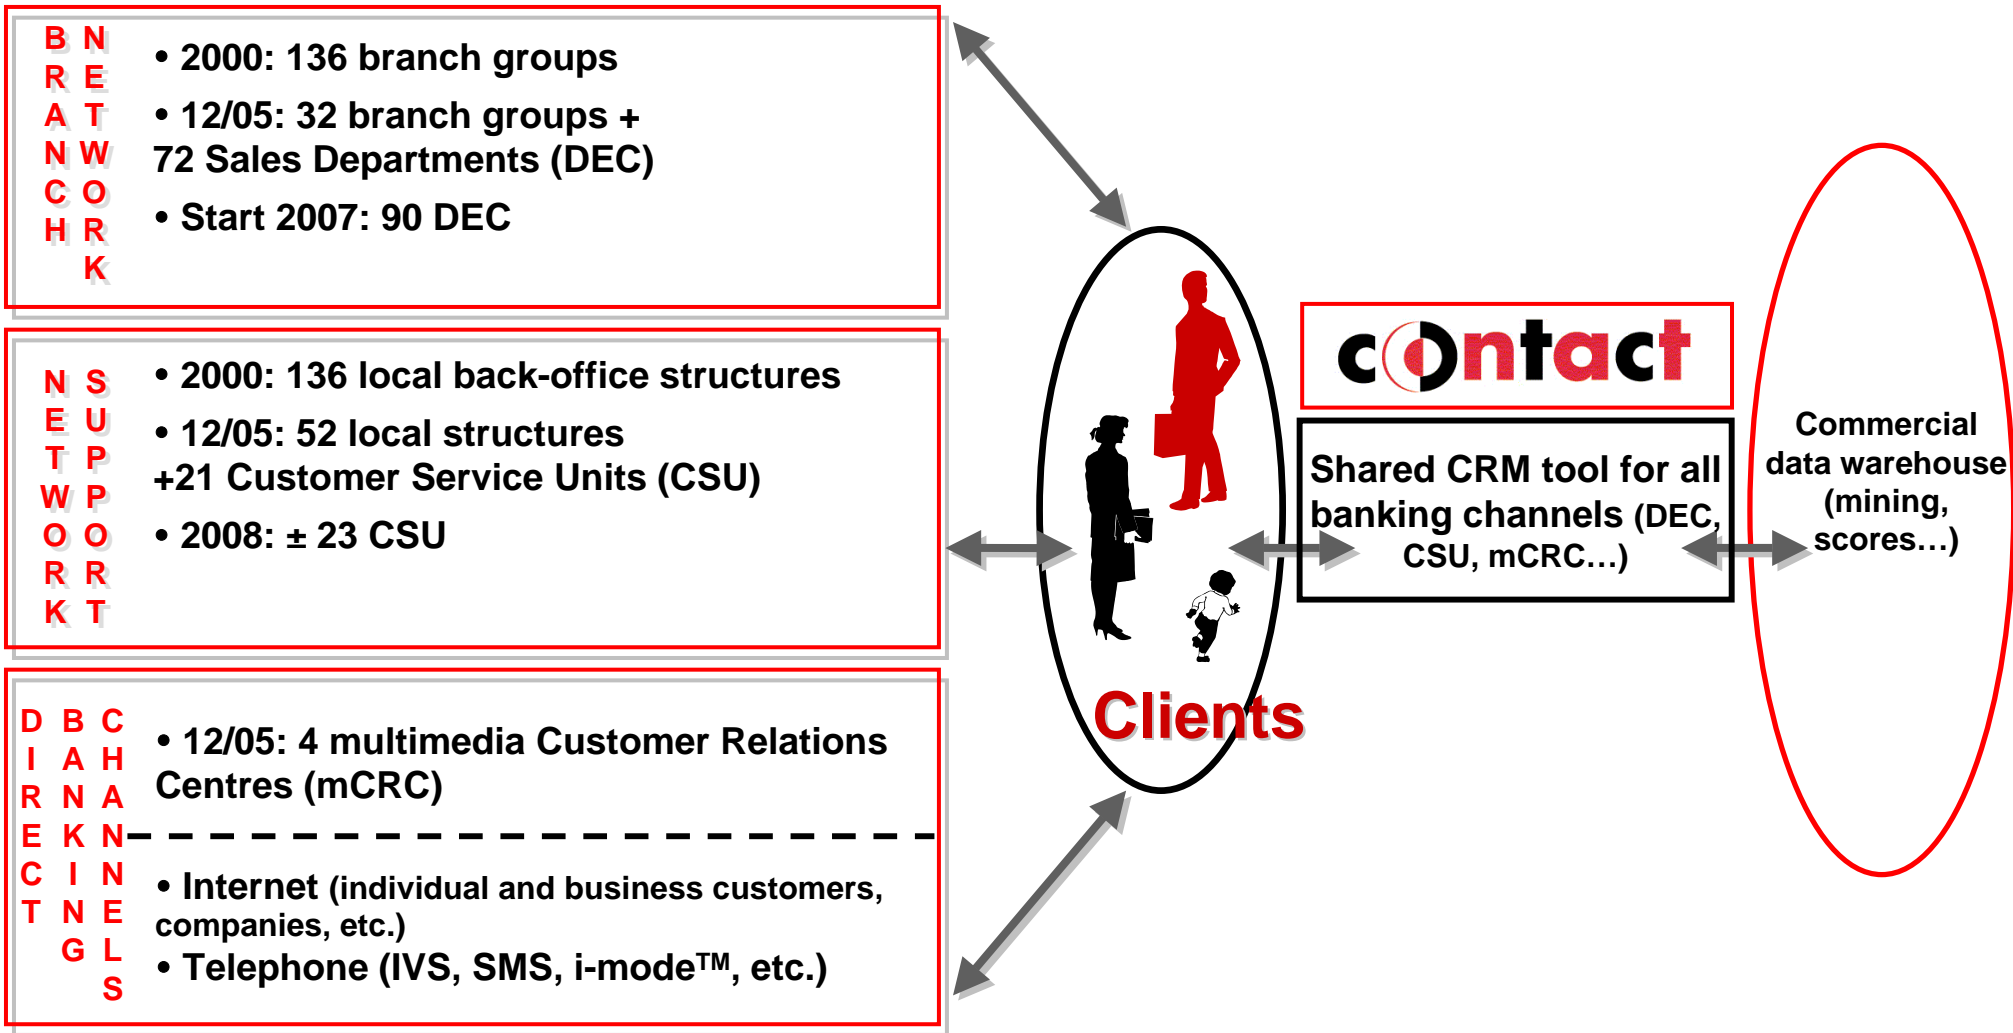 BRANCH NETWORK
• 2000: 136 branch groups
• 12/05: 32 branch groups +
72 Sales Departments (DEC)
• Start 2007: 90 DEC
NETWORK SUPPORT
• 2000: 136 local back-office structures
• 12/05: 52 local structures
+21 Customer Service Units (CSU)
• 2008: ± 23 CSU
DIRECT BANKING CHANNELS
• 12/05: 4 multimedia Customer Relations
Centres (mCRC)
• Internet (individual and business customers,
companies, etc.)
• Telephone (IVS, SMS, i-mode™, etc.)
Clients
contact
Shared CRM tool for all
banking channels (DEC,
CSU, mCRC…)
Commercial
data warehouse
(mining,
scores…)